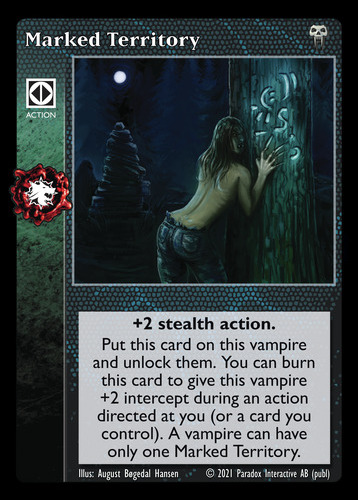 Marked Territory
ACTION
+2 stealth action.
Put this card on this vampire
and unlock them. You can burn
this card to give this vampire
+2 intercept during an action
directed at you (or a card you
control). A vampire can have
only one Marked Territory.
Illus: August Bøgedal Hansen © 2021 Paradox Interactive AB (publ)